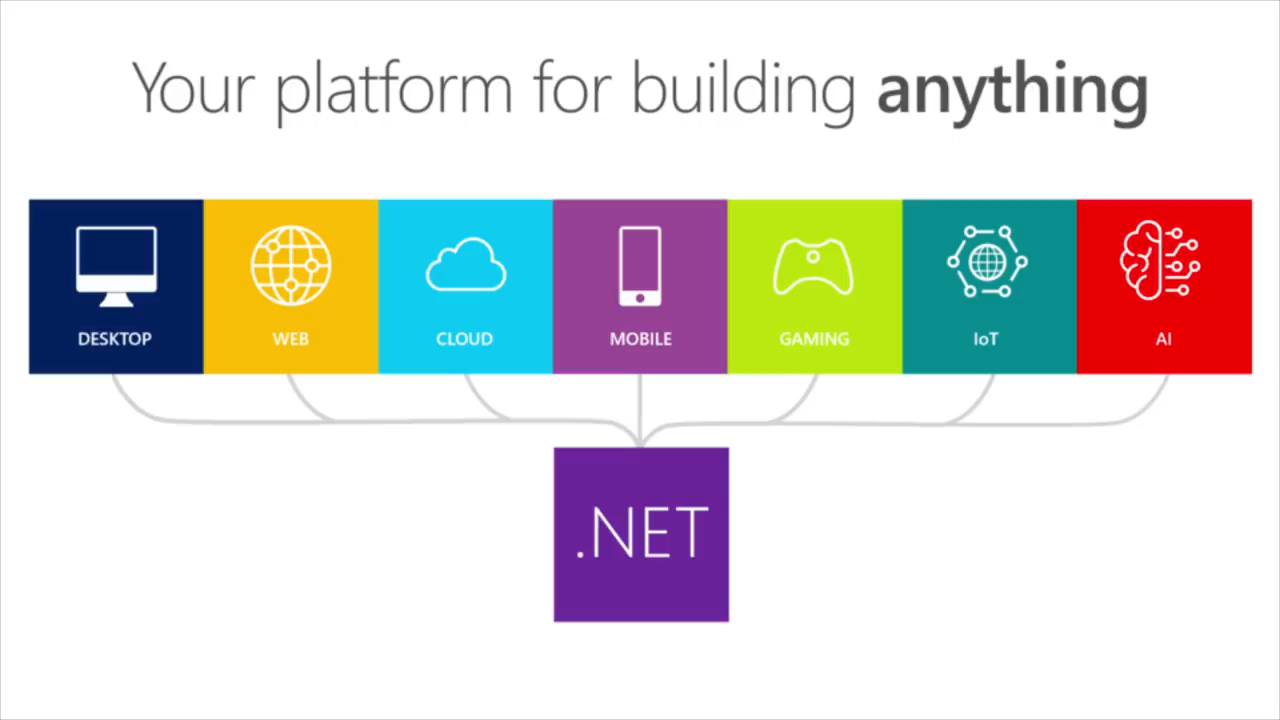 Your platform for building anything
DESKTOP
WEB
CLOUD
MOBILE
GAMING
IoT
AI
.NET